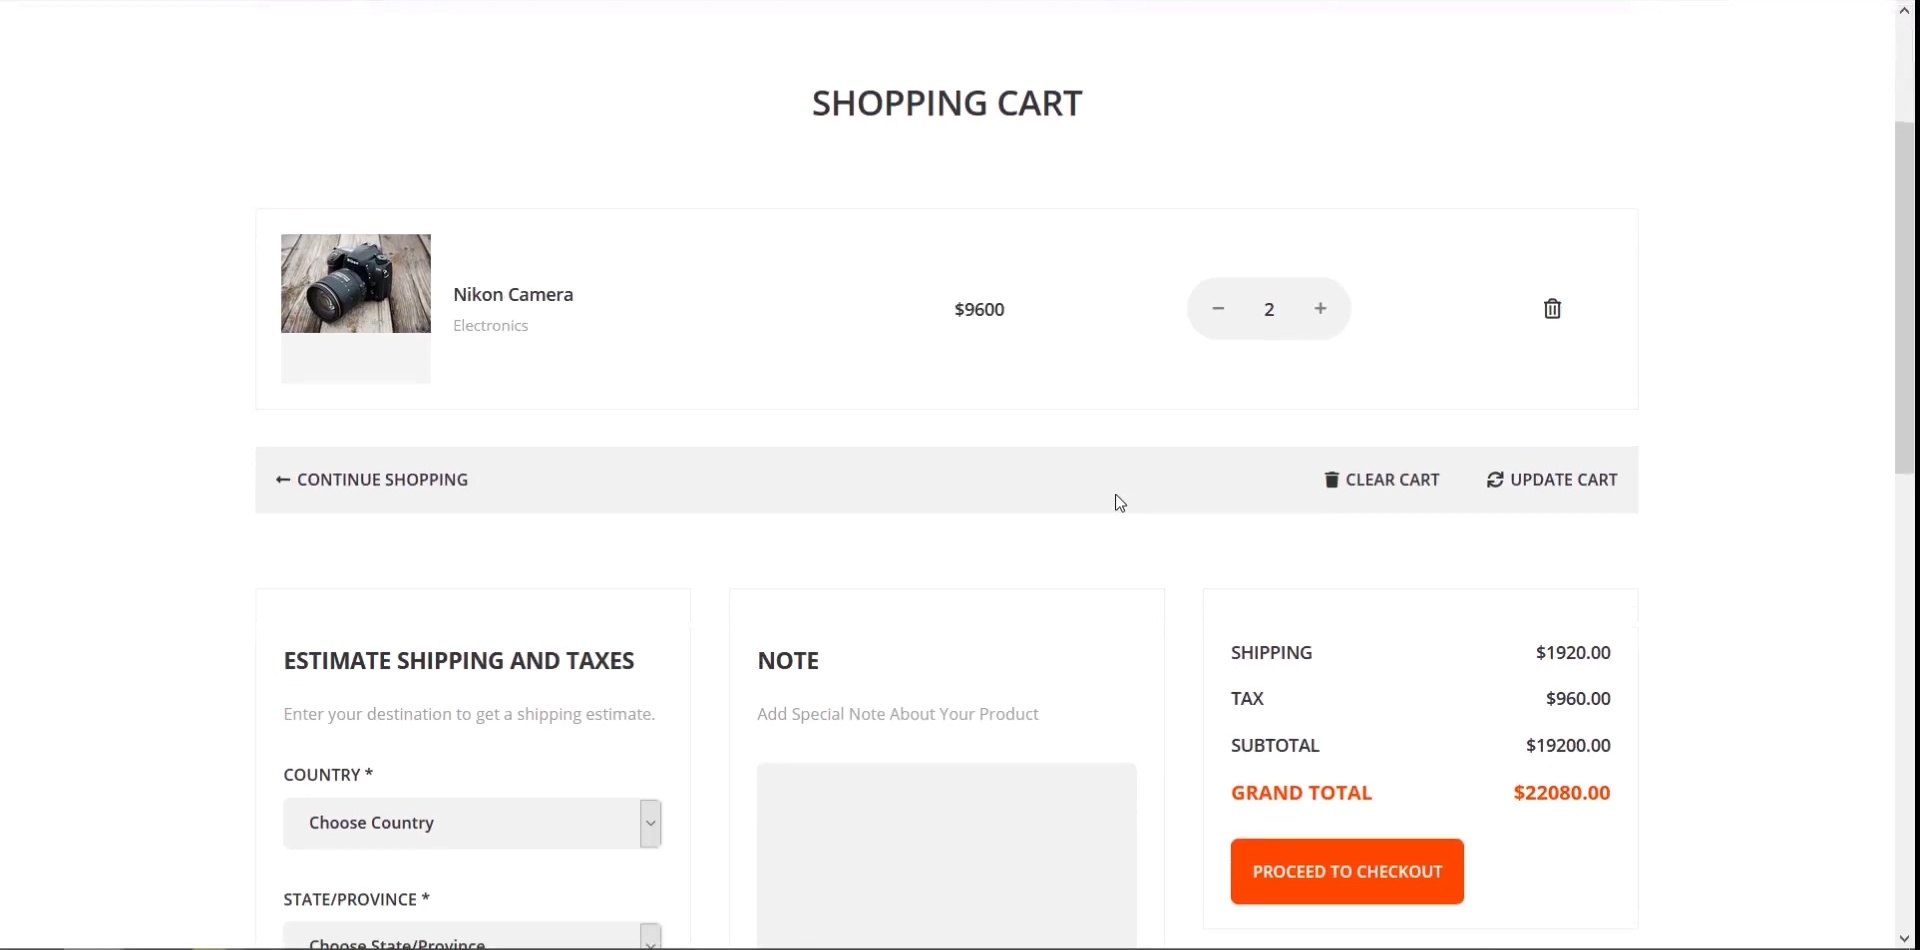 SHOPPING CART
Nikon Camera
Electronics
$9600
− 2 +
← CONTINUE SHOPPING
CLEAR CART
UPDATE CART
ESTIMATE SHIPPING AND TAXES
Enter your destination to get a shipping estimate.
COUNTRY *
Choose Country
STATE/PROVINCE *
Choose State/Province
NOTE
Add Special Note About Your Product
SHIPPING $1920.00
TAX $960.00
SUBTOTAL $19200.00
GRAND TOTAL $22080.00
PROCEED TO CHECKOUT